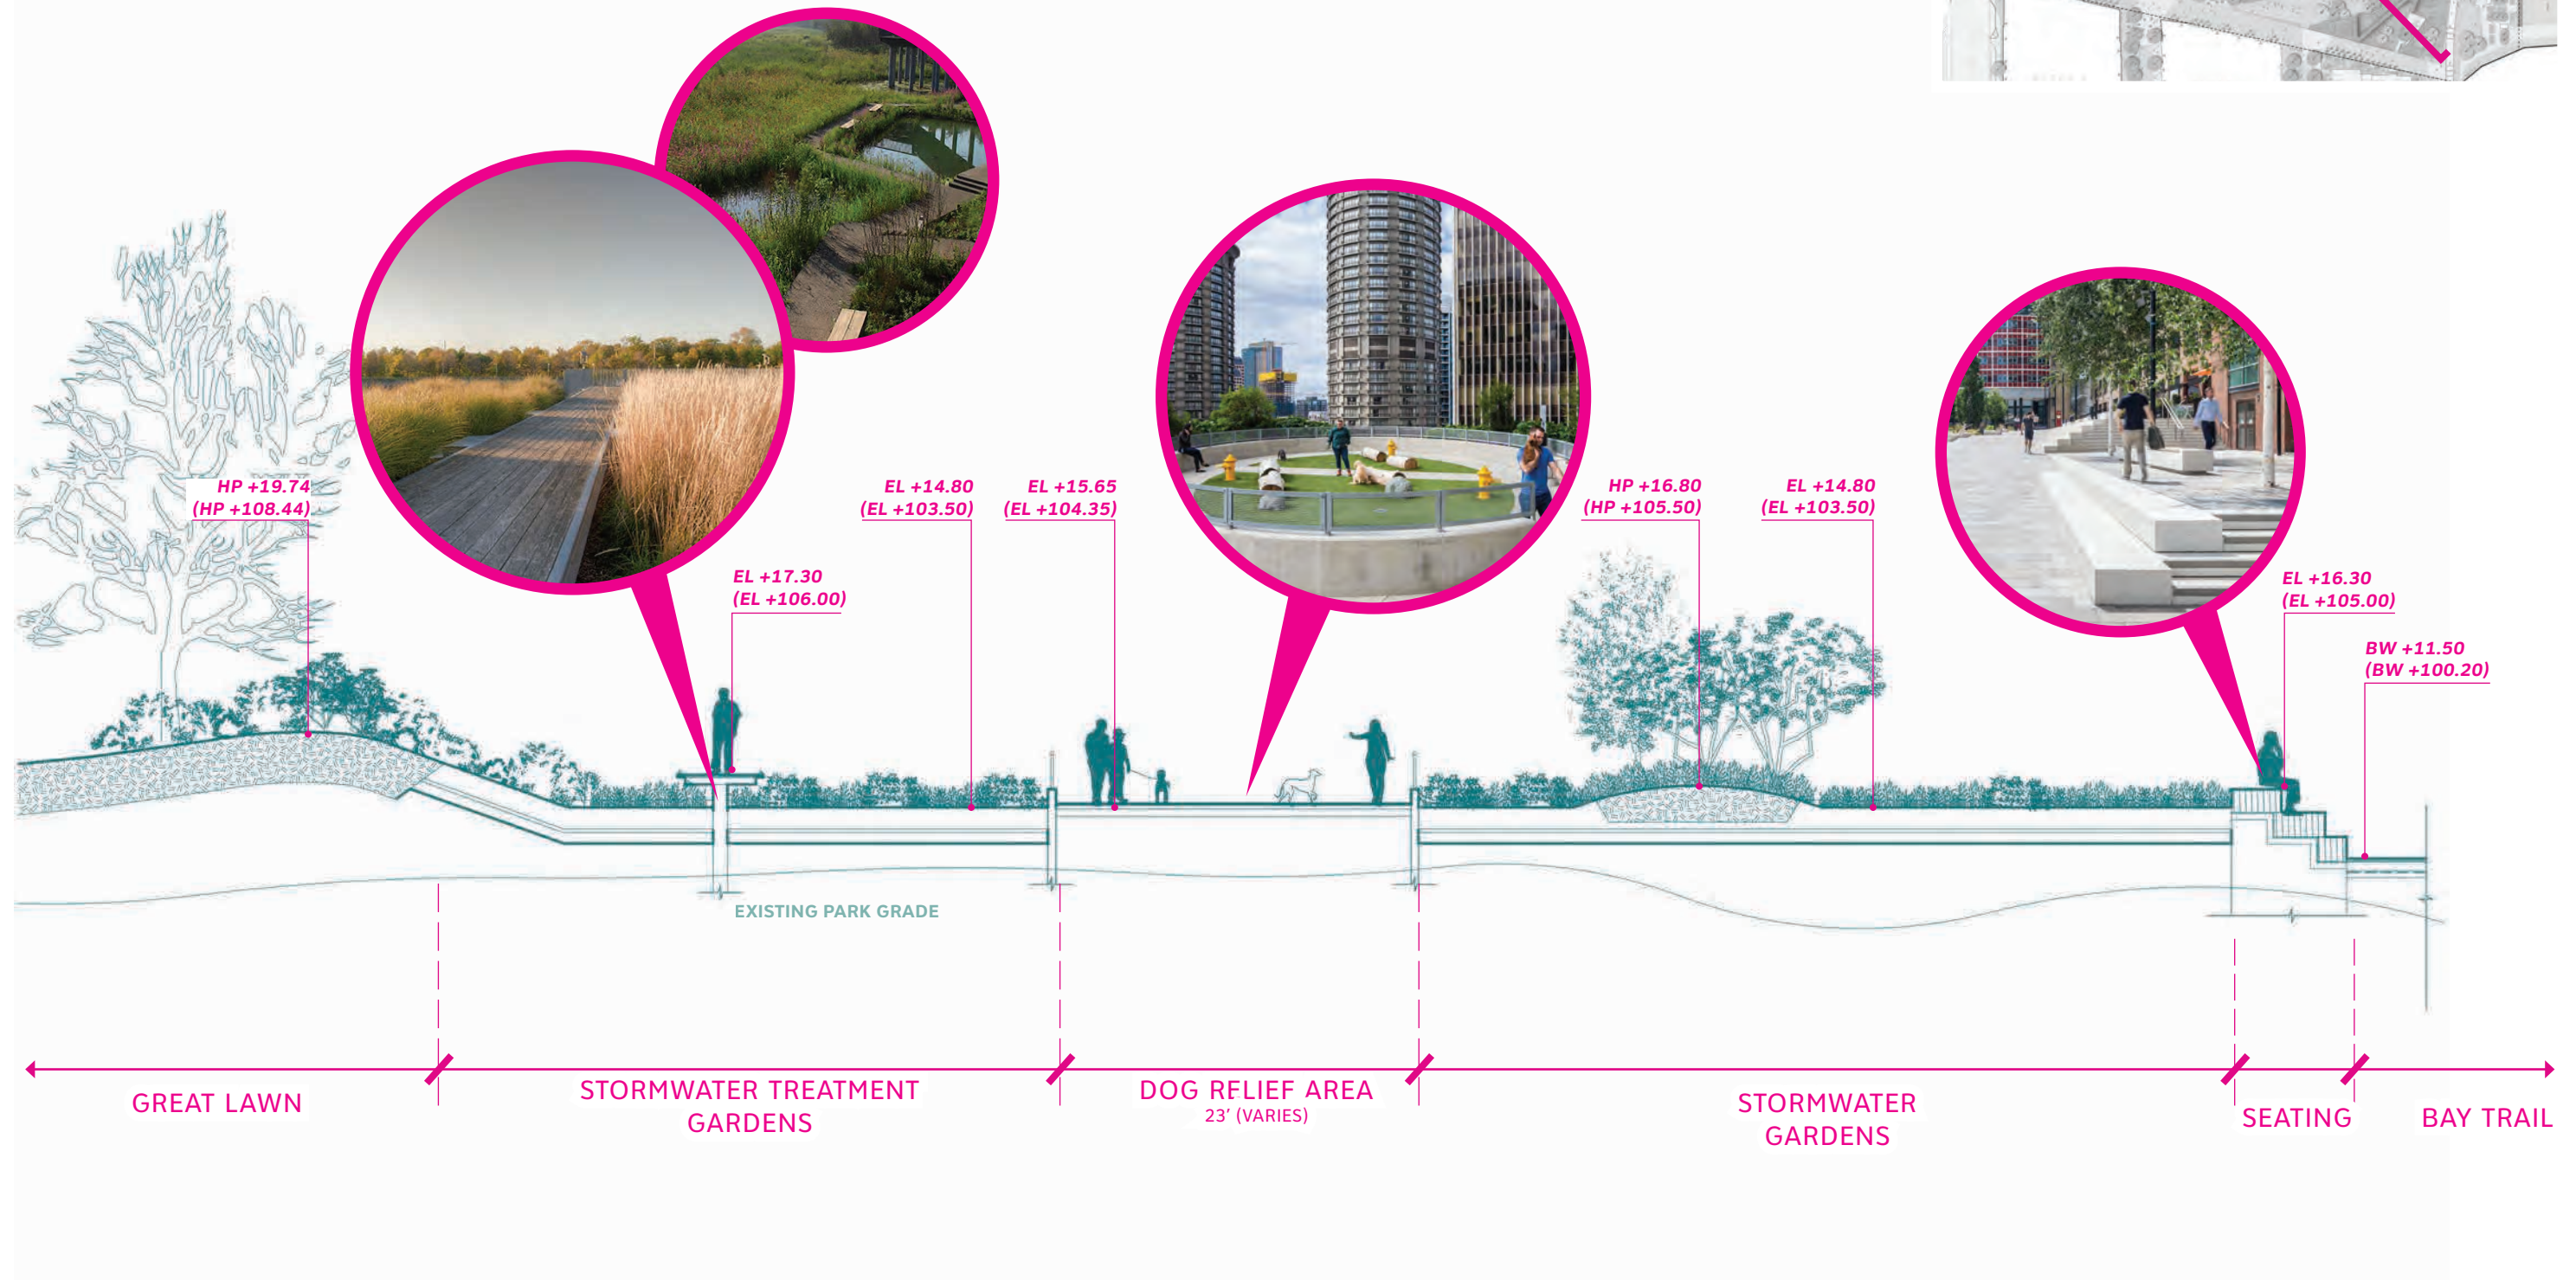 HP +19.74
(HP +108.44)
EL +17.30
(EL +106.00)
EL +14.80
(EL +103.50)
EL +15.65
(EL +104.35)
HP +16.80
(HP +105.50)
EL +14.80
(EL +103.50)
EL +16.30
(EL +105.00)
BW +11.50
(BW +100.20)
EXISTING PARK GRADE
GREAT LAWN
STORMWATER TREATMENT
GARDENS
DOG RELIEF AREA
23' (VARIES)
STORMWATER
GARDENS
SEATING
BAY TRAIL